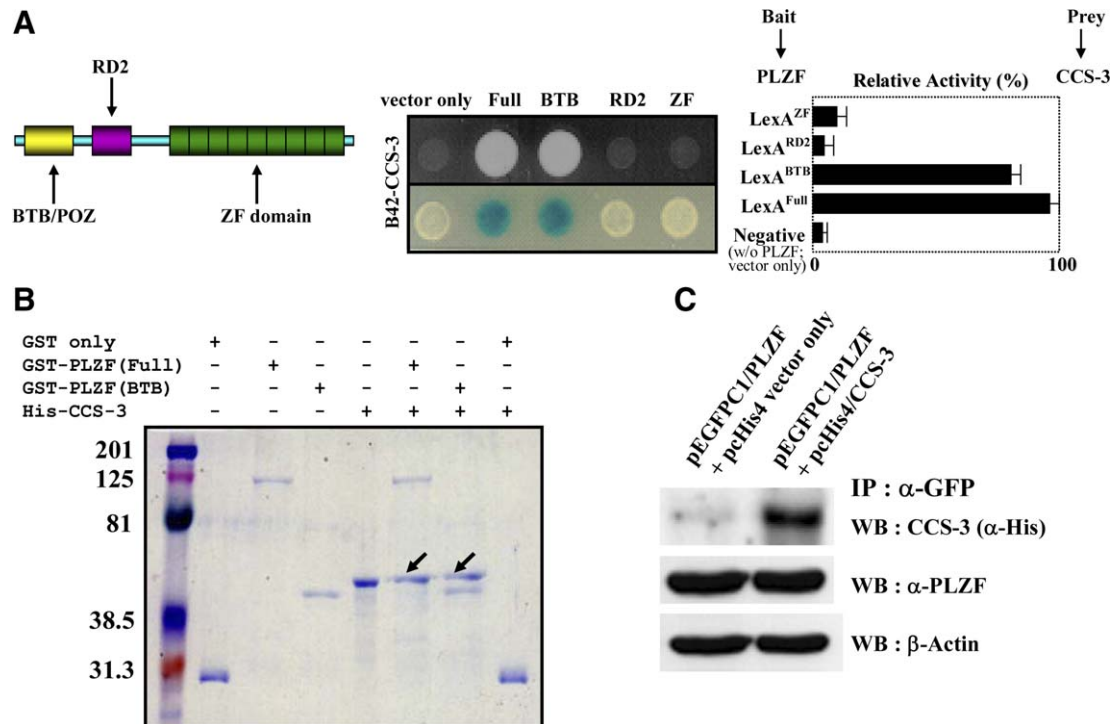 A
RD2
BTB/POZ
ZF domain
vector only Full BTB RD2 ZF
B42-CCS-3
Bait
PLZF
Prey
CCS-3
Relative Activity (%)
LexA^ZF
LexA^RD2
LexA^BTB
LexA^Full
Negative
(w/o PLZF;
vector only)
0 100
B
GST only + - - - - - +
GST-PLZF(Full) - + - - + - -
GST-PLZF(BTB) - - + - - + -
His-CCS-3 - - - + + + +
201
125
81
38.5
31.3
C
pEGFPC1/PLZF
+ pcHis4 vector only
pEGFPC1/PLZF
+ pcHis4/CCS-3
IP : α-GFP
WB : CCS-3 (α-His)
WB : α-PLZF
WB : β-Actin